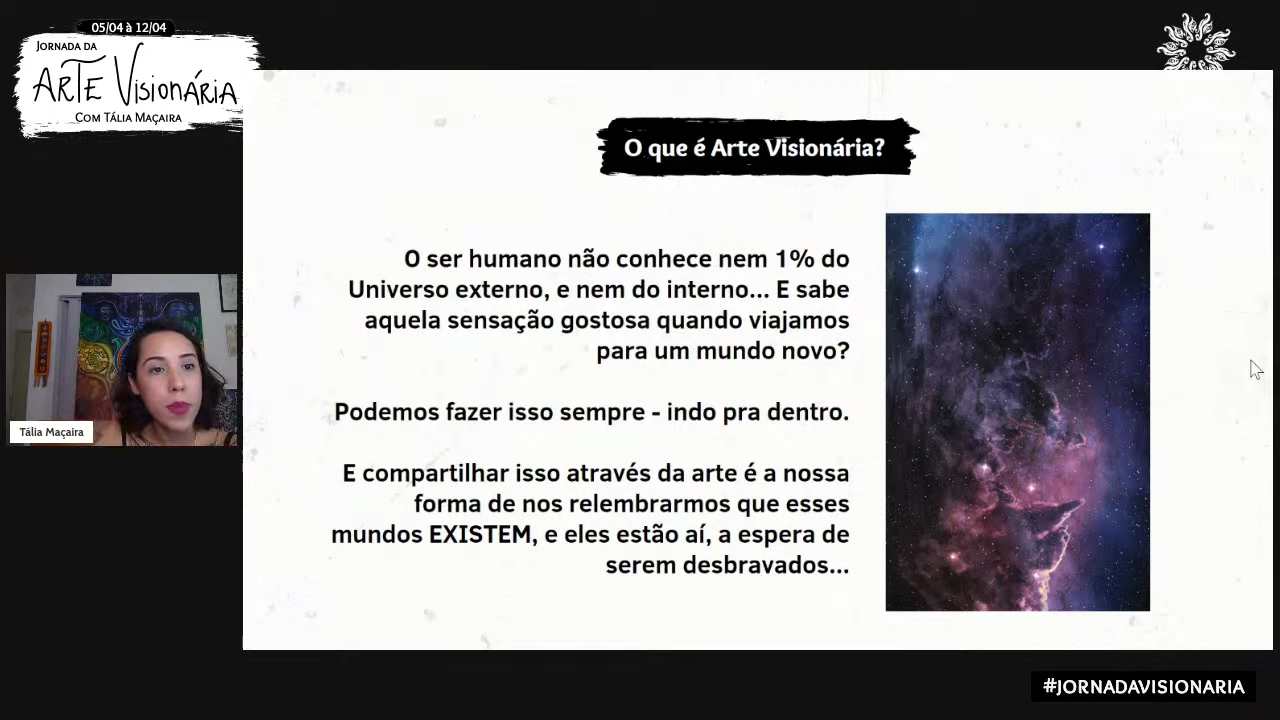 05/04 à 12/04
JORNADA DA
ARTE VISIONÁRIA
COM TÁLIA MAÇAIRA
O que é Arte Visionária?
O ser humano não conhece nem 1% do
Universo externo, e nem do interno... E sabe
aquela sensação gostosa quando viajamos
para um mundo novo?
Podemos fazer isso sempre - indo pra dentro.
E compartilhar isso através da arte é a nossa
forma de nos relembrarmos que esses
mundos EXISTEM, e eles estão aí, a espera de
serem desbravados...
Tália Maçaira
#JORNADAVISIONARIA